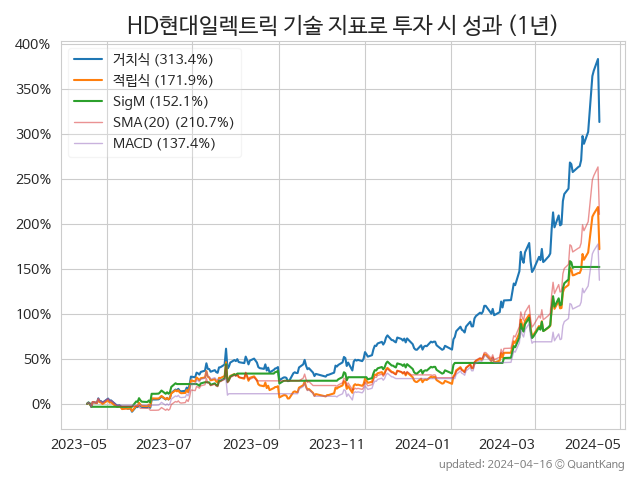 HD현대일렉트릭 기술 지표로 투자 시 성과 (1년)
400%
350%
300%
250%
200%
150%
100%
50%
0%
거치식 (313.4%)
적립식 (171.9%)
SigM (152.1%)
SMA(20) (210.7%)
MACD (137.4%)
2023-05 2023-07 2023-09 2023-11 2024-01 2024-03 2024-05
updated: 2024-04-16 © QuantKang